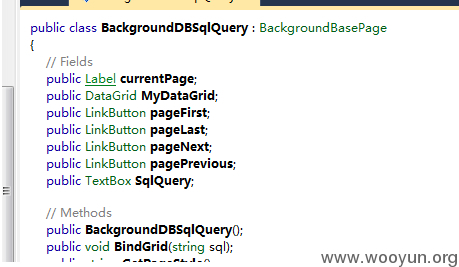 public class BackgroundDBSqlQuery : BackgroundBasePage
{
// Fields
public Label currentPage;
public DataGrid MyDataGrid;
public LinkButton pageFirst;
public LinkButton pageLast;
public LinkButton pageNext;
public LinkButton pagePrevious;
public TextBox SqlQuery;
// Methods
public BackgroundDBSqlQuery();
public void BindGrid(string sql);
www.wooyun.org